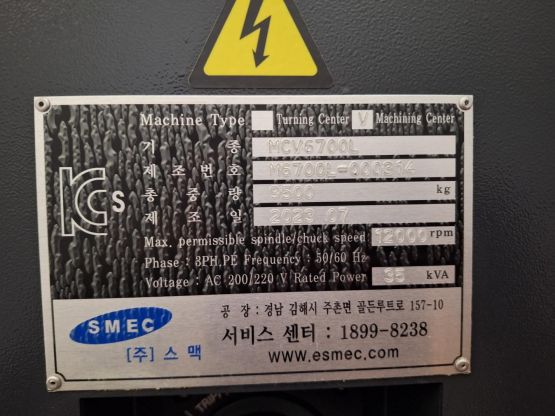 Machine Type Turning Center V Machining Center
기 종 MCV6700L
제 조 번 호 M6700L-000314
총 중 량 9500 kg
제 조 일 2023.07
Max. permissible spindle/chuck speed 12000 rpm
Phase : 3PH,PE Frequency : 50/60 Hz
Voltage : AC 200/220 V Rated Power 35 kVA
KCs
공 장 : 경남 김해시 주촌면 골든루트로 157-10
SMEC 서비스 센터 : 1899-8238
[주] 스 맥 www.esmec.com